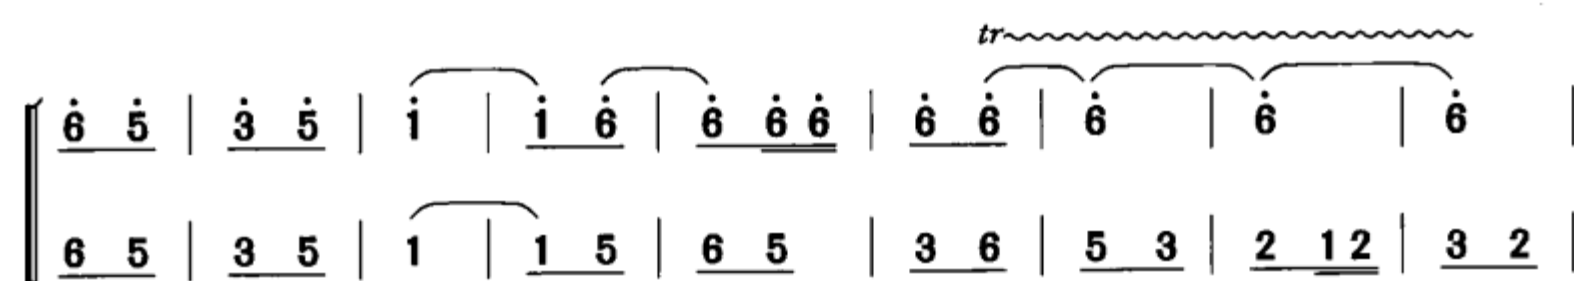 tr
6̇ 5̇ | 3̇ 5̇ | 1̇ | 1̇ 6̇ | 6̇ 6̇ 6̇ | 6̇ 6̇ | 6̇ | 6̇ | 6̇ |
6 5 | 3 5 | 1 | 1 5 | 6 5 | 3 6 | 5 3 | 2 1 2 | 3 2 |